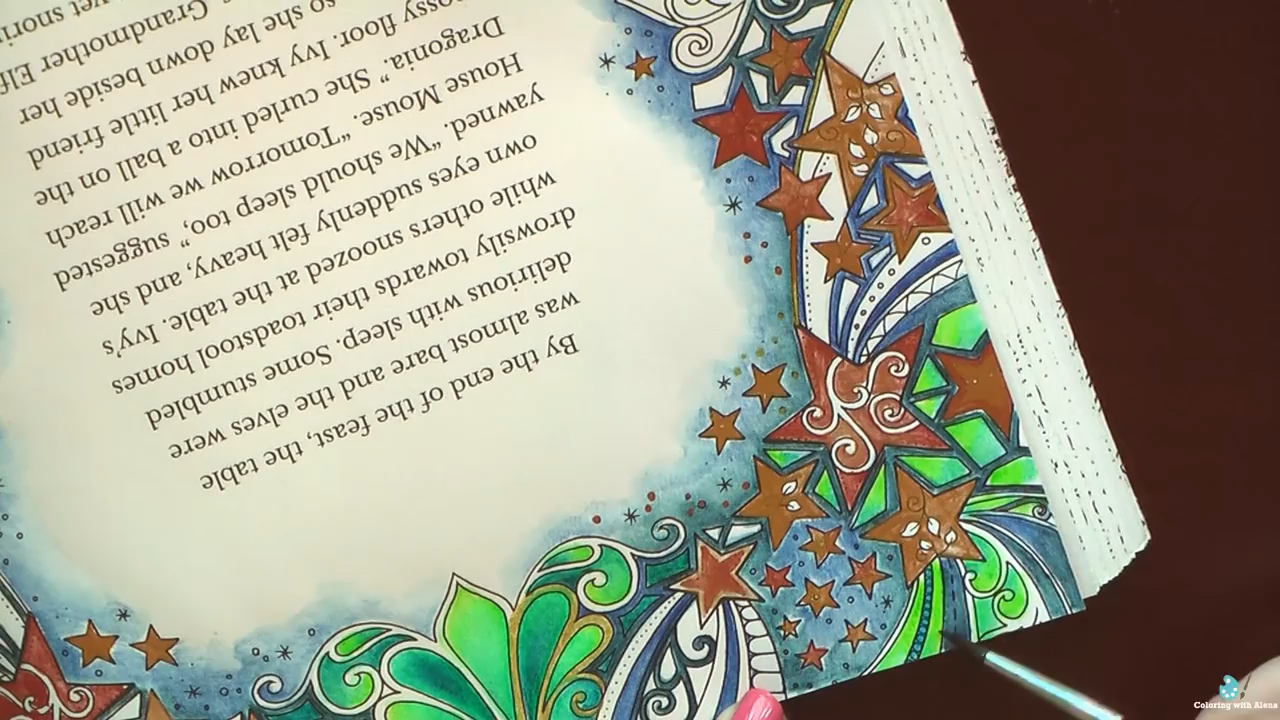 By the end of the feast, the table
was almost bare and the elves were
delirious with sleep. Some stumbled
drowsily towards their toadstool homes
while others snoozed at the table. Ivy's
own eyes suddenly felt heavy, and she
yawned. “We should sleep too,” suggested
House Mouse. “Tomorrow we will reach
Dragonia.” She curled into a ball on the
floor. Ivy knew her little friend
so she lay down beside her
Grandmother
yet
Coloring with Alena